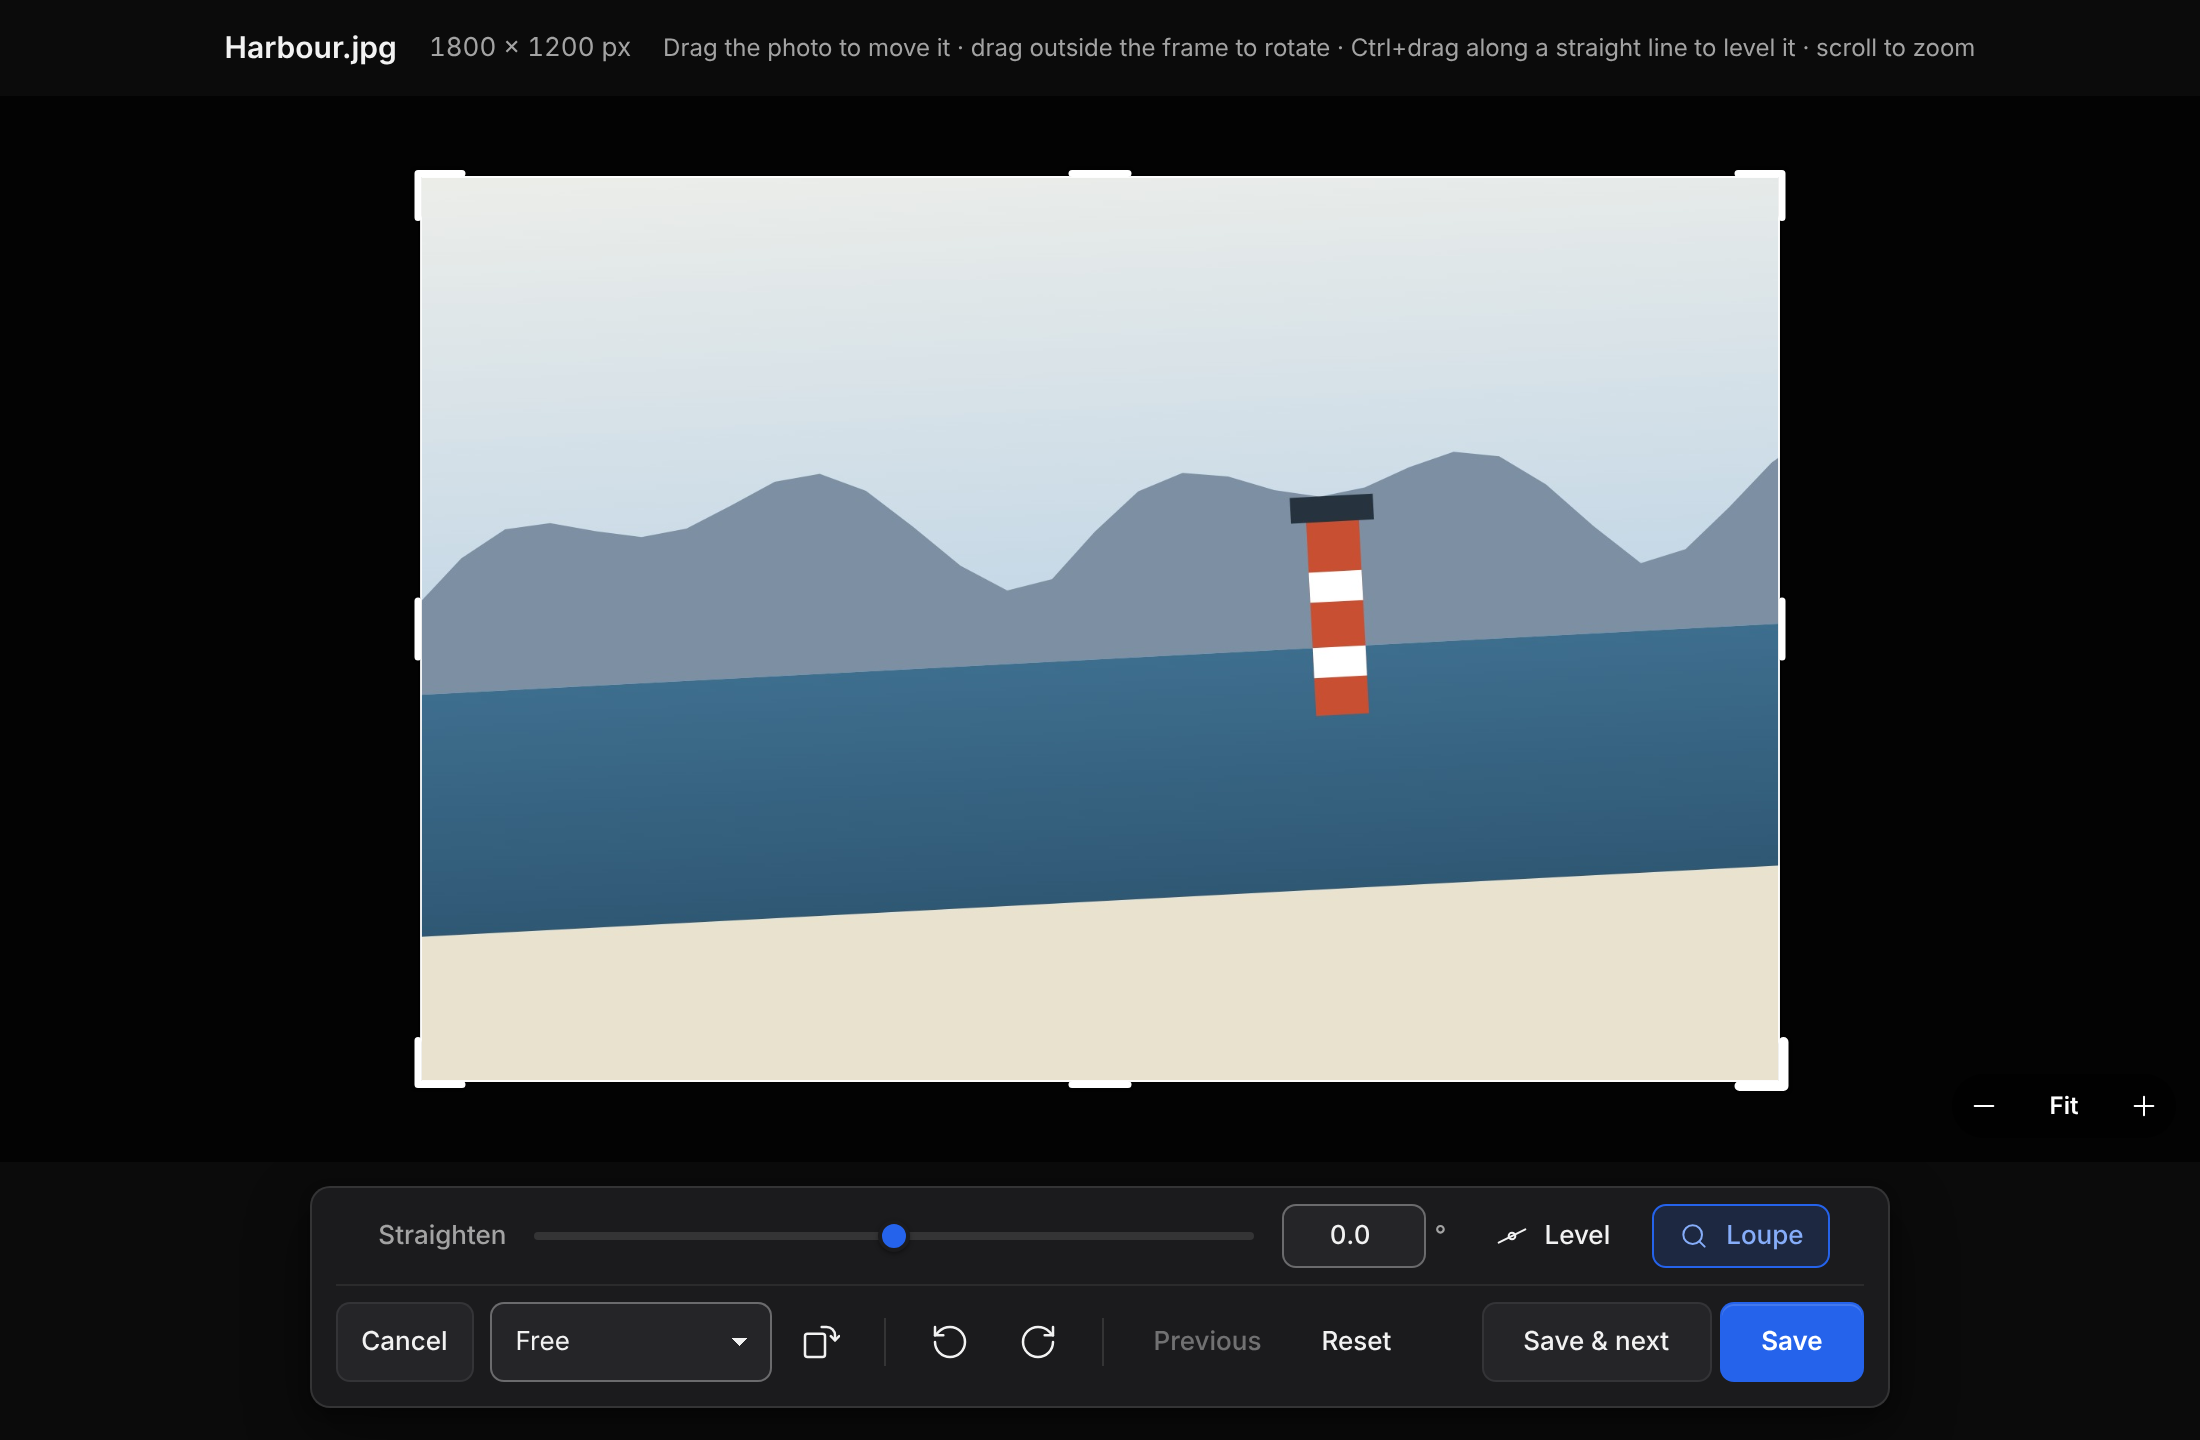 Harbour.jpg 1800 × 1200 px Drag the photo to move it · drag outside the frame to rotate · Ctrl+drag along a straight line to level it · scroll to zoom
Fit
Straighten 0.0 ° Level Loupe
Cancel Free Previous Reset Save & next Save